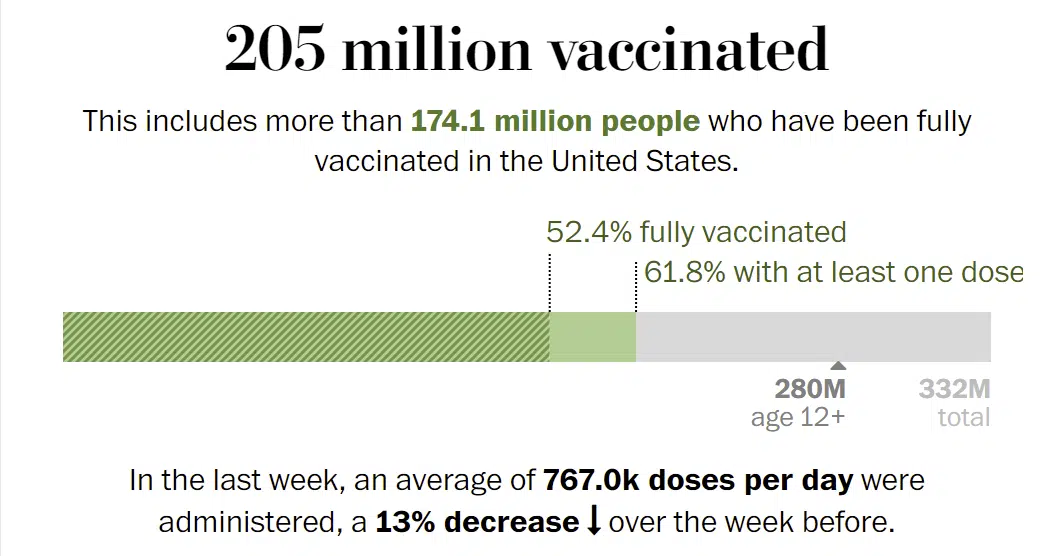 205 million vaccinated
This includes more than 174.1 million people who have been fully
vaccinated in the United States.
52.4% fully vaccinated
61.8% with at least one dose
280M
age 12+
332M
total
In the last week, an average of 767.0k doses per day were
administered, a 13% decrease ↓ over the week before.